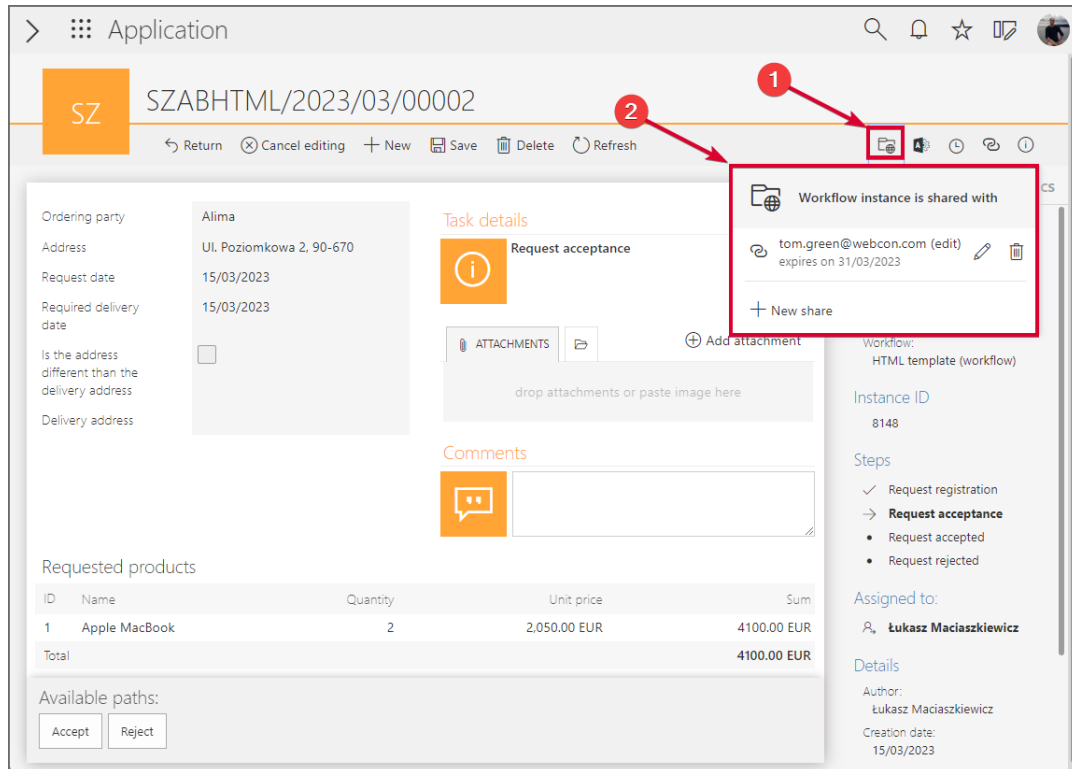 Application
1
SZ
SZABHTML/2023/03/00002
2
Return Cancel editing New Save Delete Refresh
Workflow instance is shared with
tom.green@webcon.com (edit)
expires on 31/03/2023
New share
CS
Ordering party Alima
Address Ul. Poziomkowa 2, 90-670
Request date 15/03/2023
Required delivery
date
15/03/2023
Is the address
different than the
delivery address
Delivery address
Task details
Request acceptance
ATTACHMENTS
Add attachment
drop attachments or paste image here
Comments
Requested products
ID Name Quantity Unit price Sum
1 Apple MacBook 2 2,050.00 EUR 4100.00 EUR
Total 4100.00 EUR
Available paths:
Accept Reject
Workflow:
HTML template (workflow)
Instance ID
8148
Steps
Request registration
Request acceptance
Request accepted
Request rejected
Assigned to:
Łukasz Maciaszkiewicz
Details
Author:
Łukasz Maciaszkiewicz
Creation date:
15/03/2023